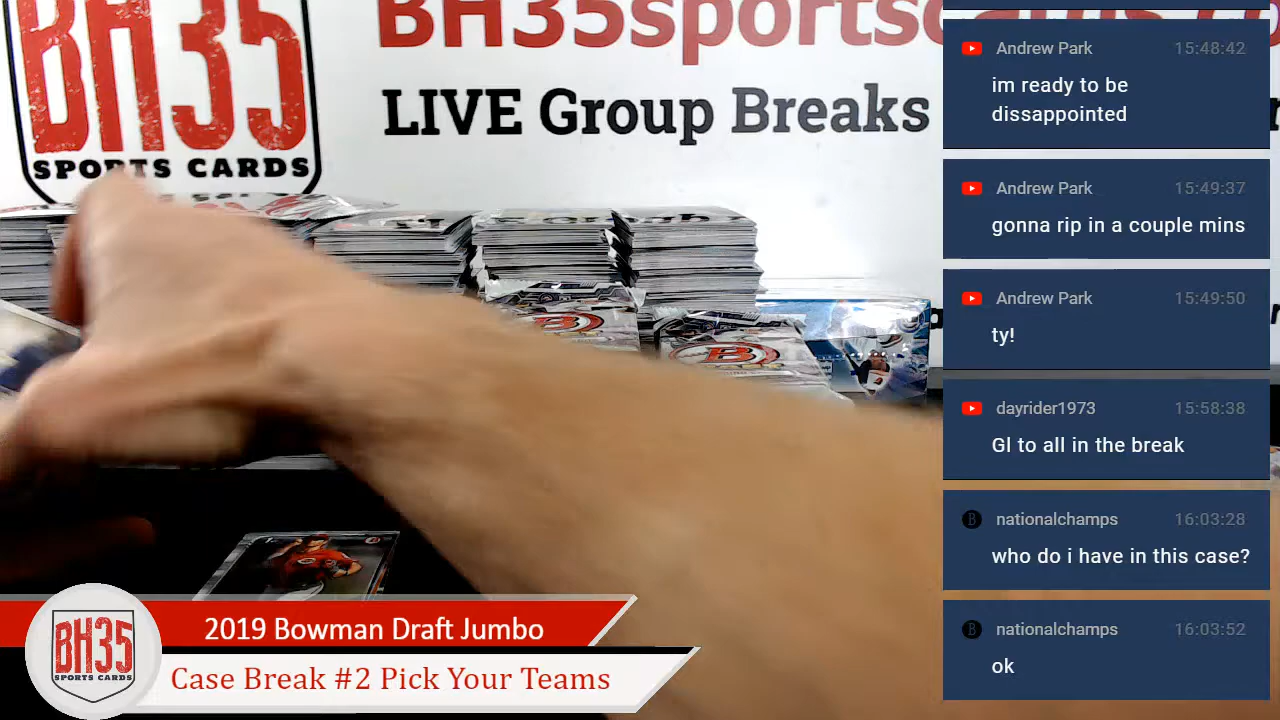 BH35
SPORTS CARDS
BH35sportscards
LIVE Group Breaks
Andrew Park 15:48:42
im ready to be
dissappointed
Andrew Park 15:49:37
gonna rip in a couple mins
Andrew Park 15:49:50
ty!
dayrider1973 15:58:38
Gl to all in the break
nationalchamps 16:03:28
who do i have in this case?
nationalchamps 16:03:52
ok
B
B
2019 Bowman Draft Jumbo
Case Break #2 Pick Your Teams
BH35
SPORTS CARDS